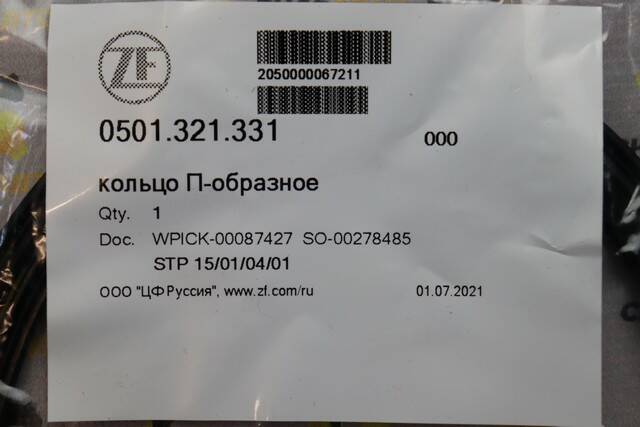 ZF
2050000067211
0501.321.331 000
кольцо П-образное
Qty. 1
Doc. WPICK-00087427 SO-00278485
STP 15/01/04/01
ООО "ЦФ Руссия", www.zf.com/ru 01.07.2021